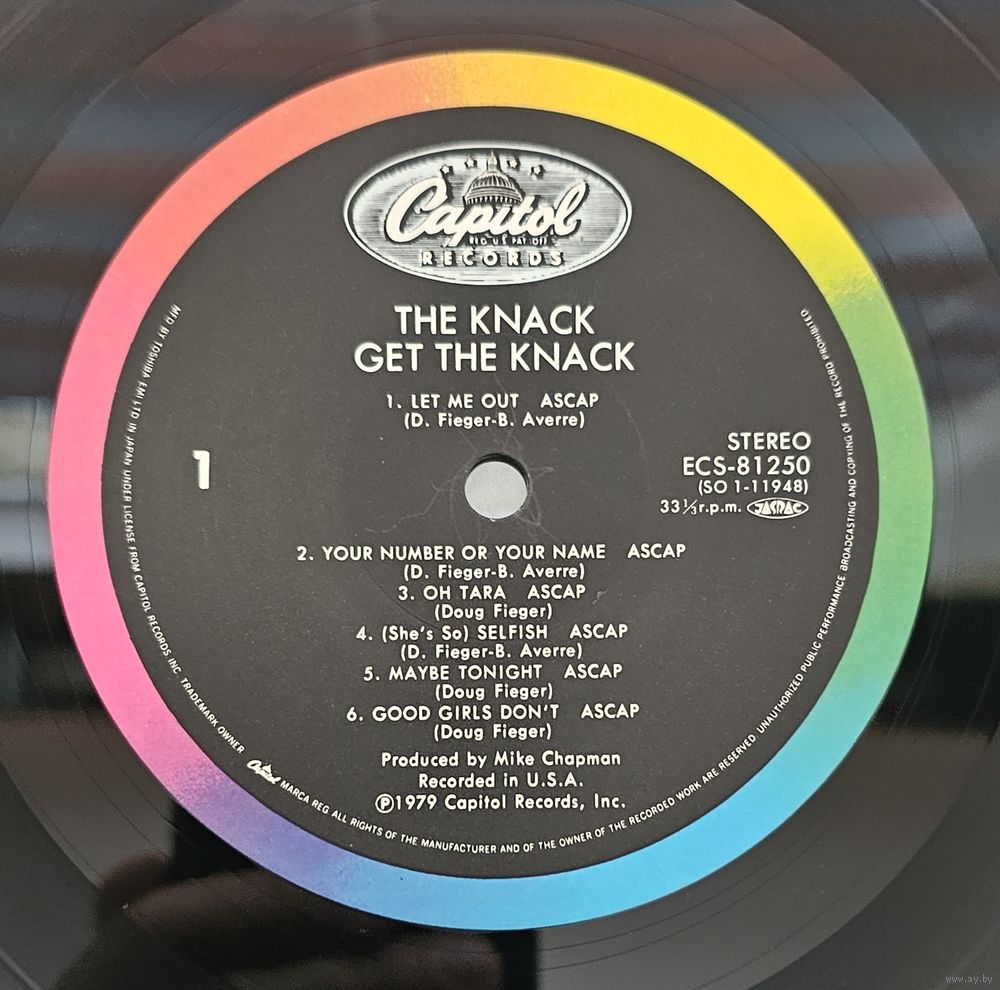 Capitol
REG. U.S. PAT. OFF.
RECORDS
THE KNACK
GET THE KNACK
1. LET ME OUT ASCAP
(D. Fieger-B. Averre)
1
STEREO
ECS-81250
(SO 1-11948)
33⅓r.p.m. JASRAC
2. YOUR NUMBER OR YOUR NAME ASCAP
(D. Fieger-B. Averre)
3. OH TARA ASCAP
(Doug Fieger)
4. (She's So) SELFISH ASCAP
(D. Fieger-B. Averre)
5. MAYBE TONIGHT ASCAP
(Doug Fieger)
6. GOOD GIRLS DON'T ASCAP
(Doug Fieger)
Produced by Mike Chapman
Recorded in U.S.A.
℗1979 Capitol Records, Inc.
MFD BY TOSHIBA EMI LTD IN JAPAN UNDER LICENSE FROM CAPITOL RECORDS, INC. TRADEMARK OWNER Capitol MARCA REG ALL RIGHTS OF THE MANUFACTURER AND OF THE OWNER OF THE RECORDED WORK ARE RESERVED. UNAUTHORIZED PUBLIC PERFORMANCE BROADCASTING AND COPYING OF THE RECORD PROHIBITED
www.ay.by